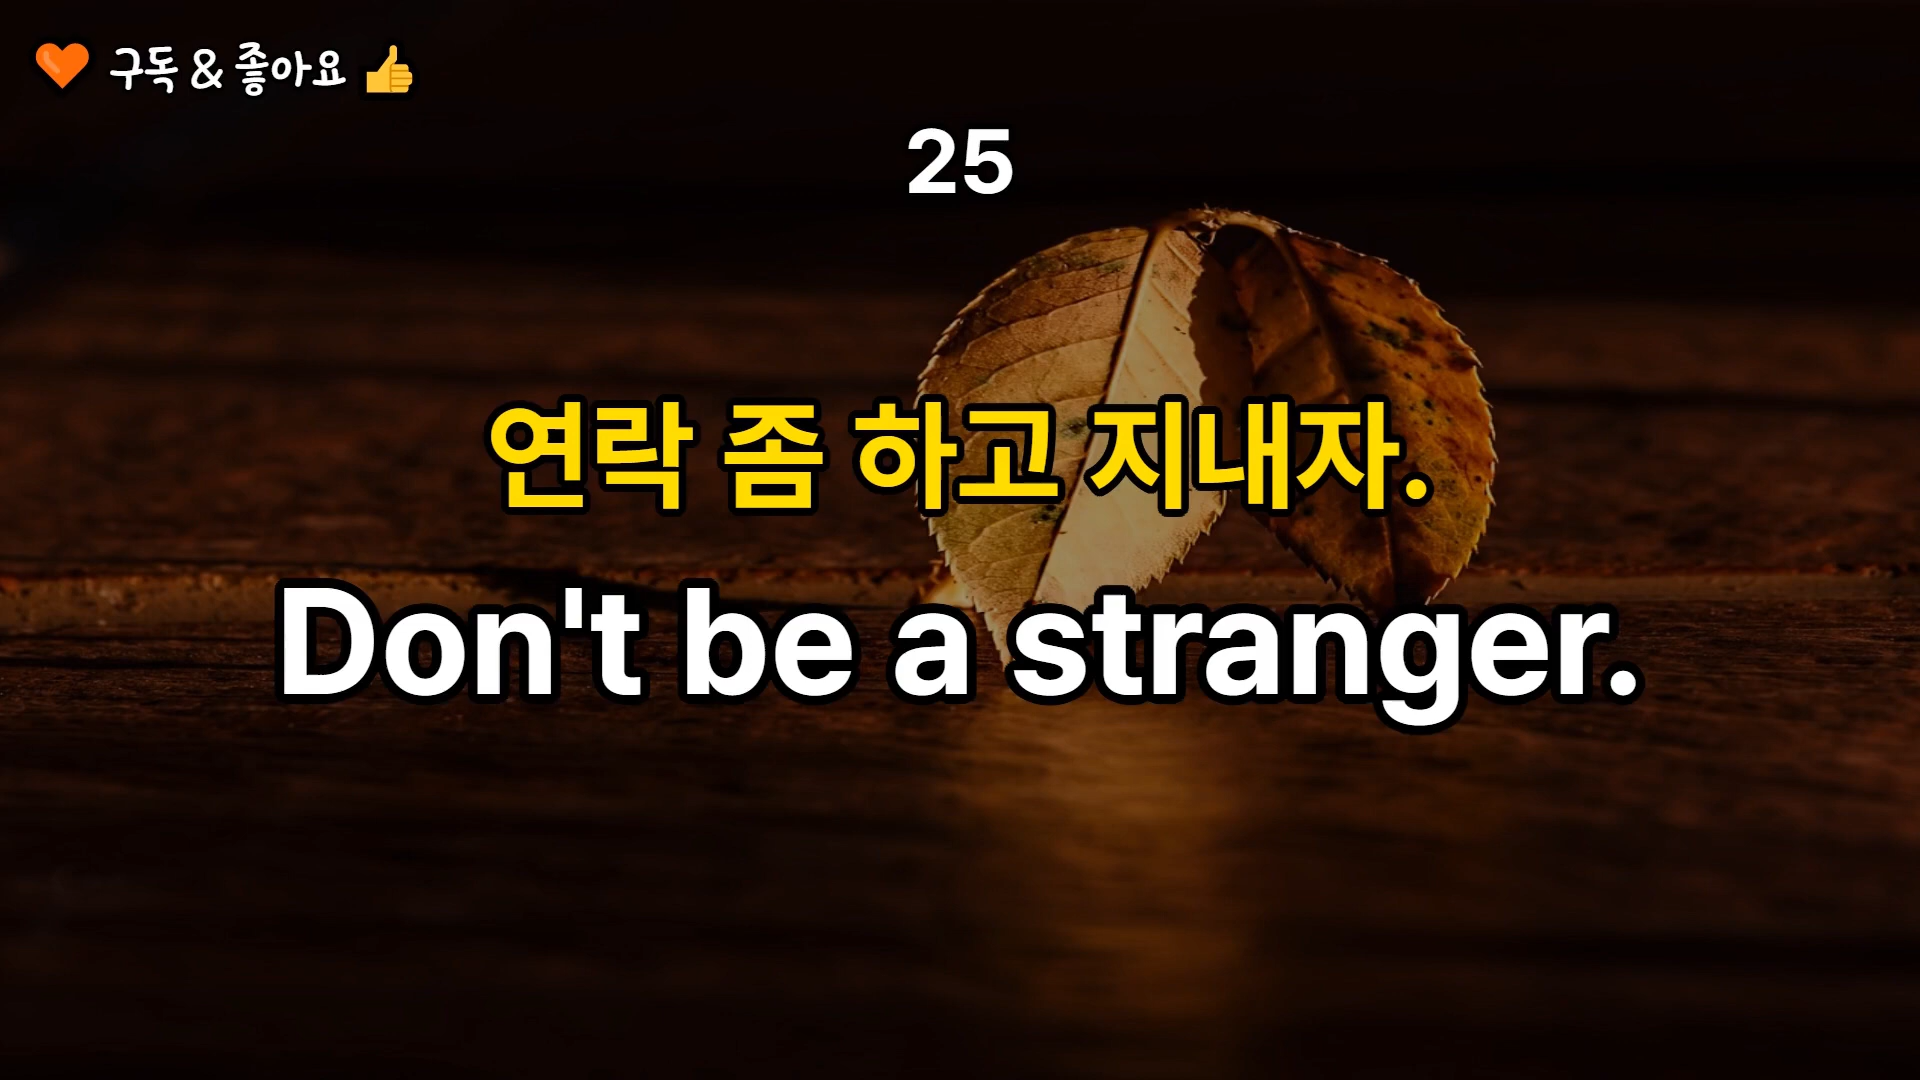 🧡 구독 & 좋아요 👍
25
연락 좀 하고 지내자.
Don't be a stranger.